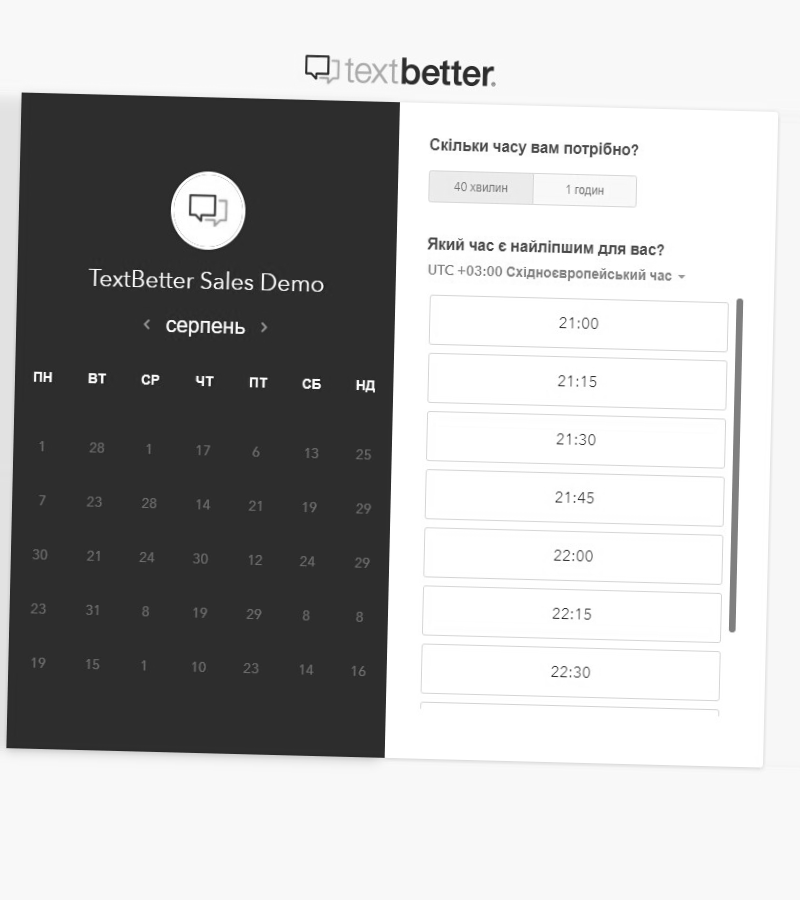 textbetter.
TextBetter Sales Demo
серпень
ПН ВТ СР ЧТ ПТ СБ НД
1 28 1 17 6 13 25
7 23 28 14 21 19 29
30 21 24 30 12 24 29
23 31 8 19 29 8 8
19 15 1 10 23 14 16
Скільки часу вам потрібно?
40 хвилин 1 годин
Який час є найліпшим для вас?
UTC +03:00 Східноєвропейський час
21:00
21:15
21:30
21:45
22:00
22:15
22:30